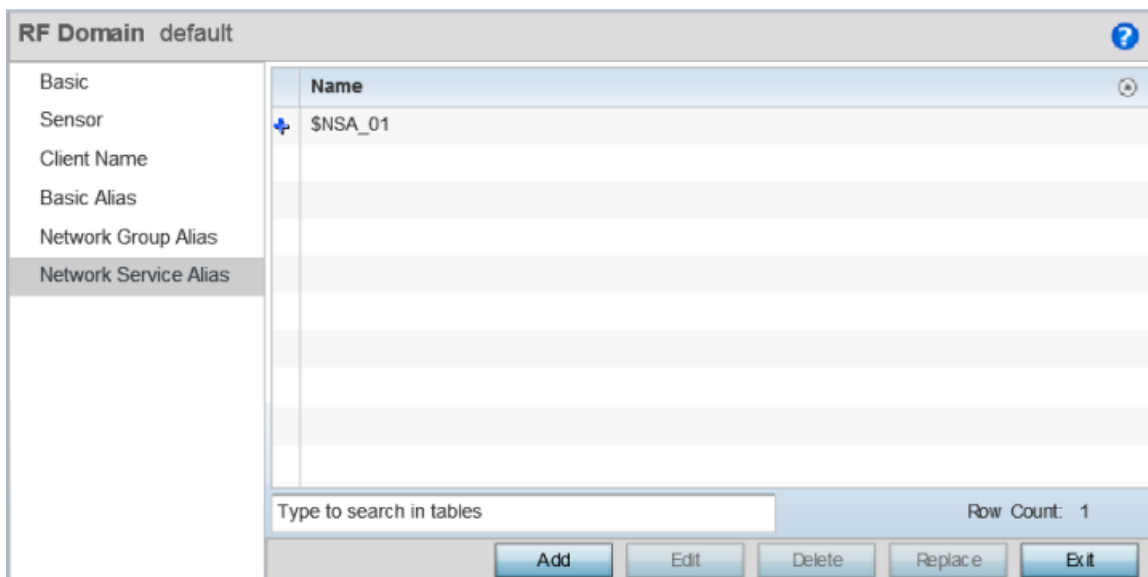 RF Domain default
?
Basic
Sensor
Client Name
Basic Alias
Network Group Alias
Network Service Alias
Name
$NSA_01
Type to search in tables
Row Count: 1
Add Edit Delete Replace Exit